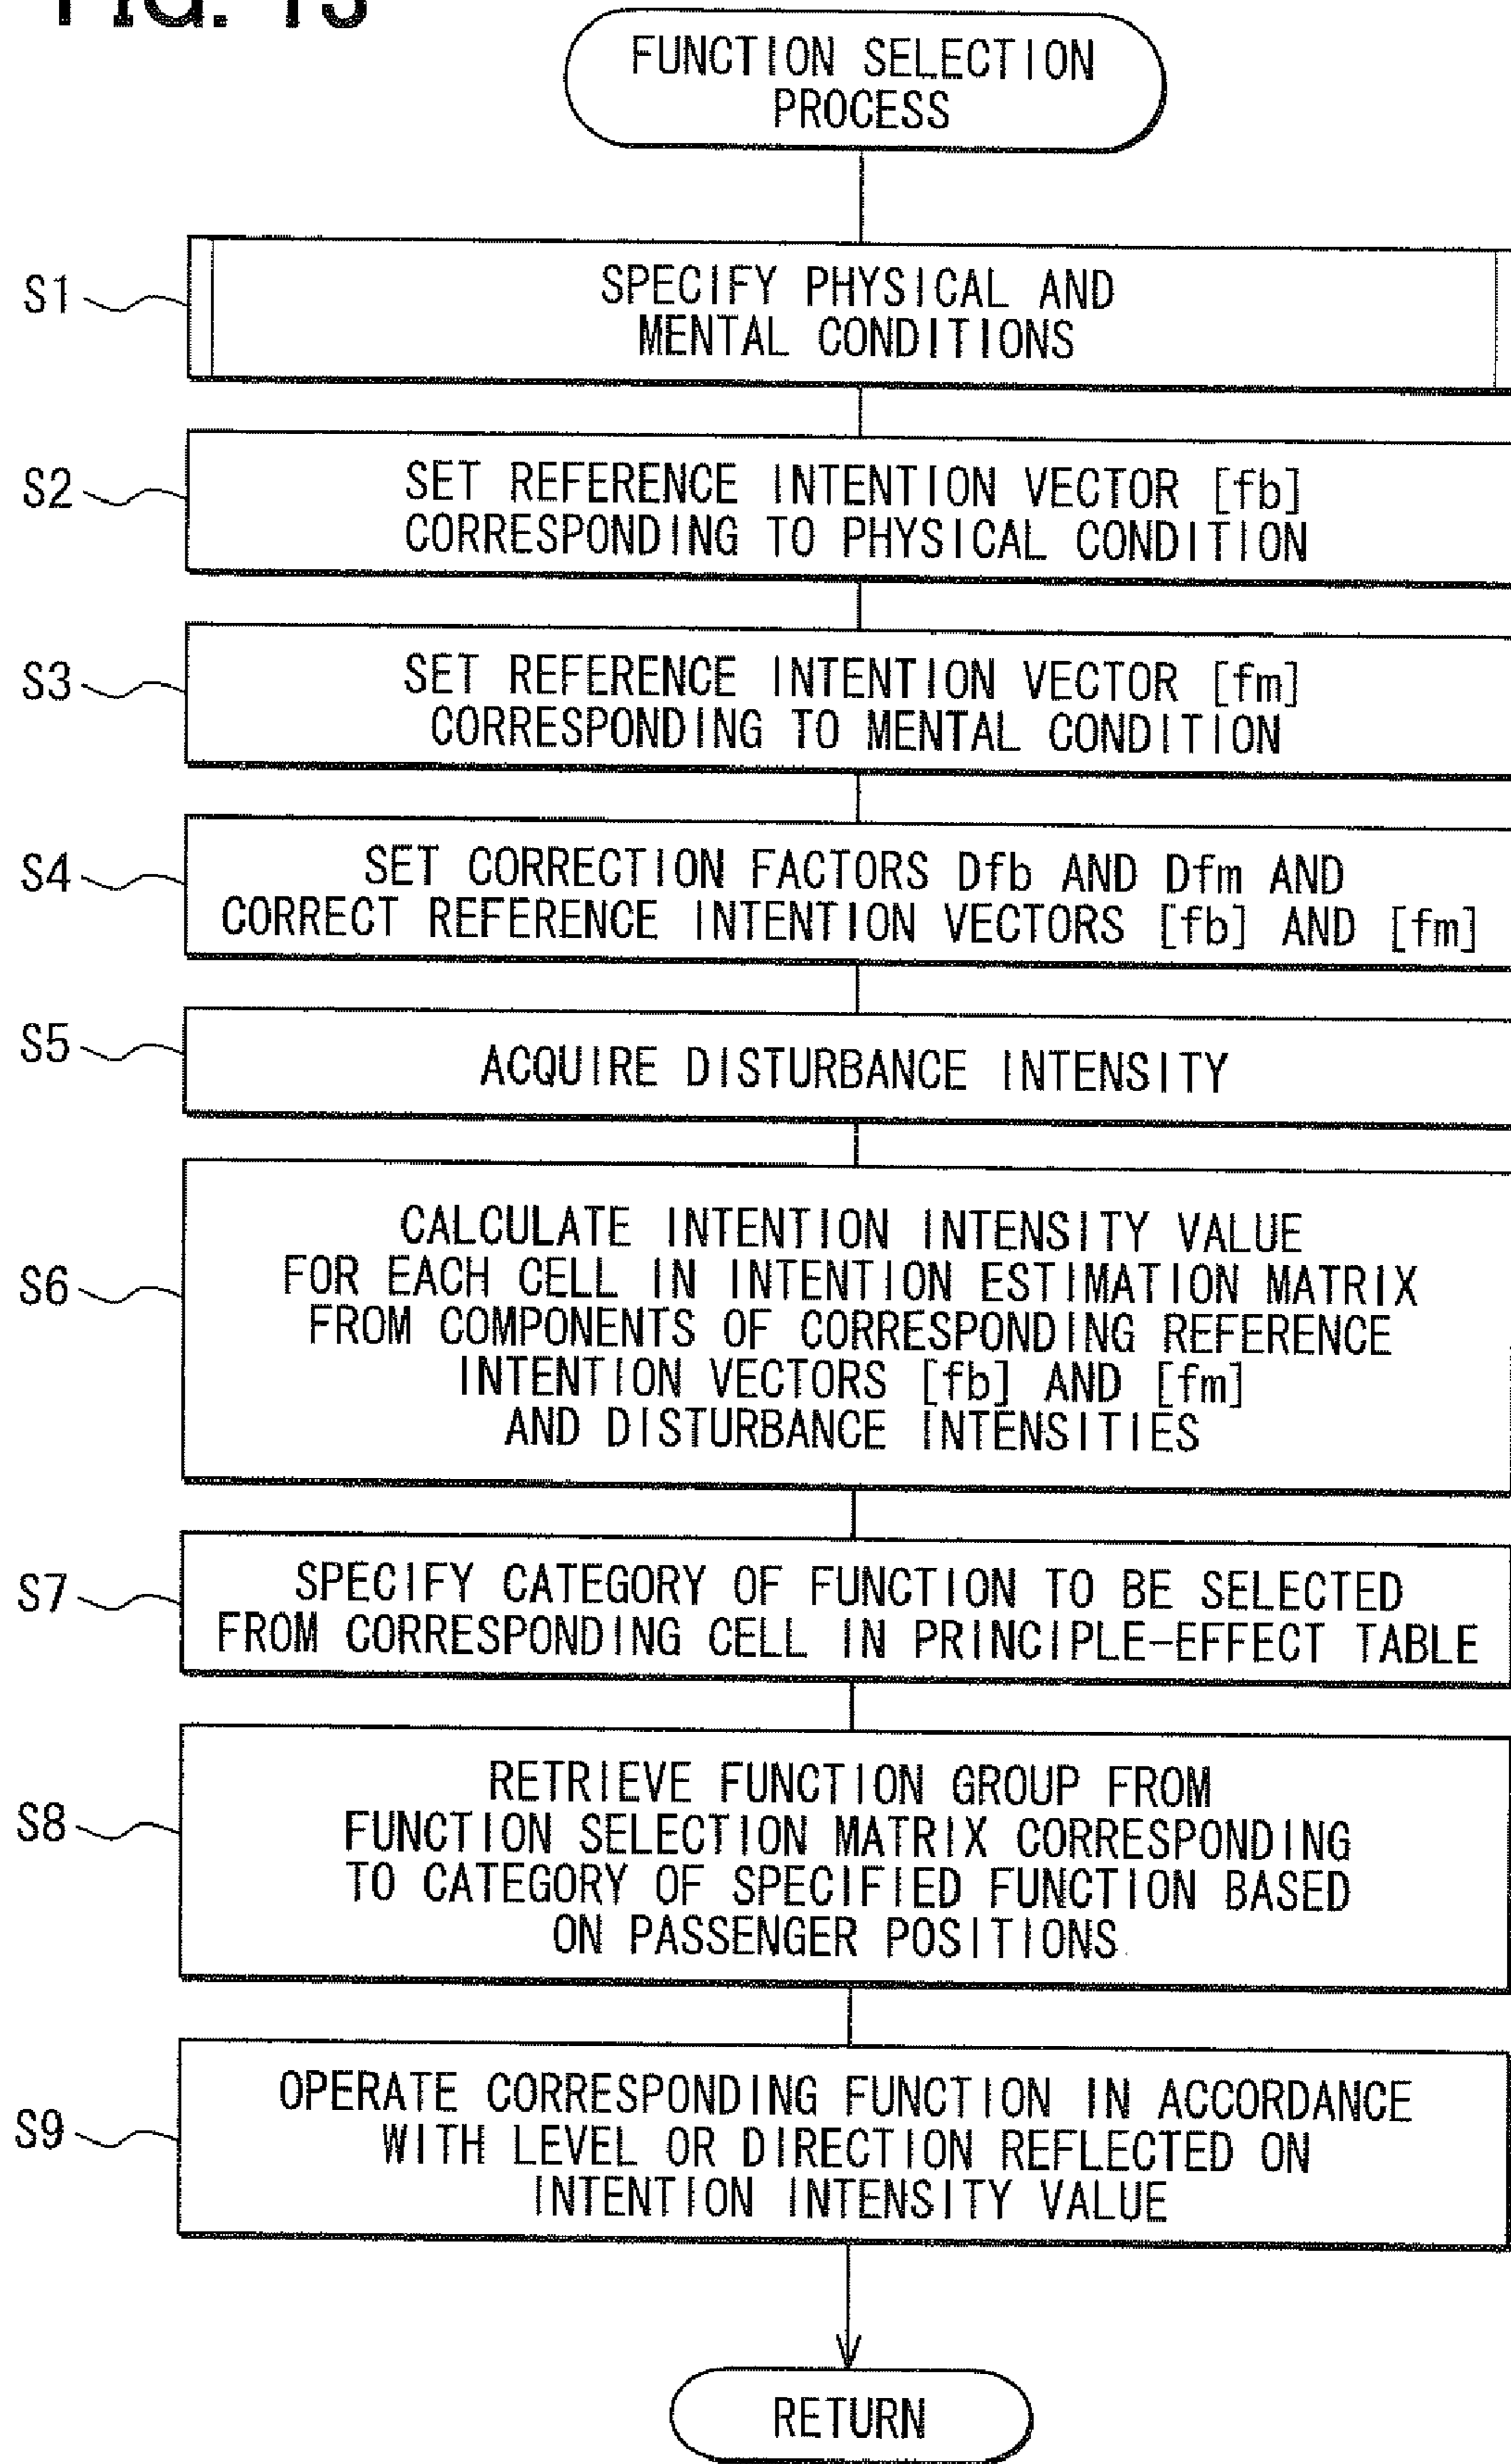 FUNCTION SELECTION
PROCESS
S1
SPECIFY PHYSICAL AND
MENTAL CONDITIONS
S2
SET REFERENCE INTENTION VECTOR [fb]
CORRESPONDING TO PHYSICAL CONDITION
S3
SET REFERENCE INTENTION VECTOR [fm]
CORRESPONDING TO MENTAL CONDITION
S4
SET CORRECTION FACTORS Dfb AND Dfm AND
CORRECT REFERENCE INTENTION VECTORS [fb] AND [fm]
S5
ACQUIRE DISTURBANCE INTENSITY
S6
CALCULATE INTENTION INTENSITY VALUE
FOR EACH CELL IN INTENTION ESTIMATION MATRIX
FROM COMPONENTS OF CORRESPONDING REFERENCE
INTENTION VECTORS [fb] AND [fm]
AND DISTURBANCE INTENSITIES
S7
SPECIFY CATEGORY OF FUNCTION TO BE SELECTED
FROM CORRESPONDING CELL IN PRINCIPLE-EFFECT TABLE
S8
RETRIEVE FUNCTION GROUP FROM
FUNCTION SELECTION MATRIX CORRESPONDING
TO CATEGORY OF SPECIFIED FUNCTION BASED
ON PASSENGER POSITIONS
S9
OPERATE CORRESPONDING FUNCTION IN ACCORDANCE
WITH LEVEL OR DIRECTION REFLECTED ON
INTENTION INTENSITY VALUE
RETURN